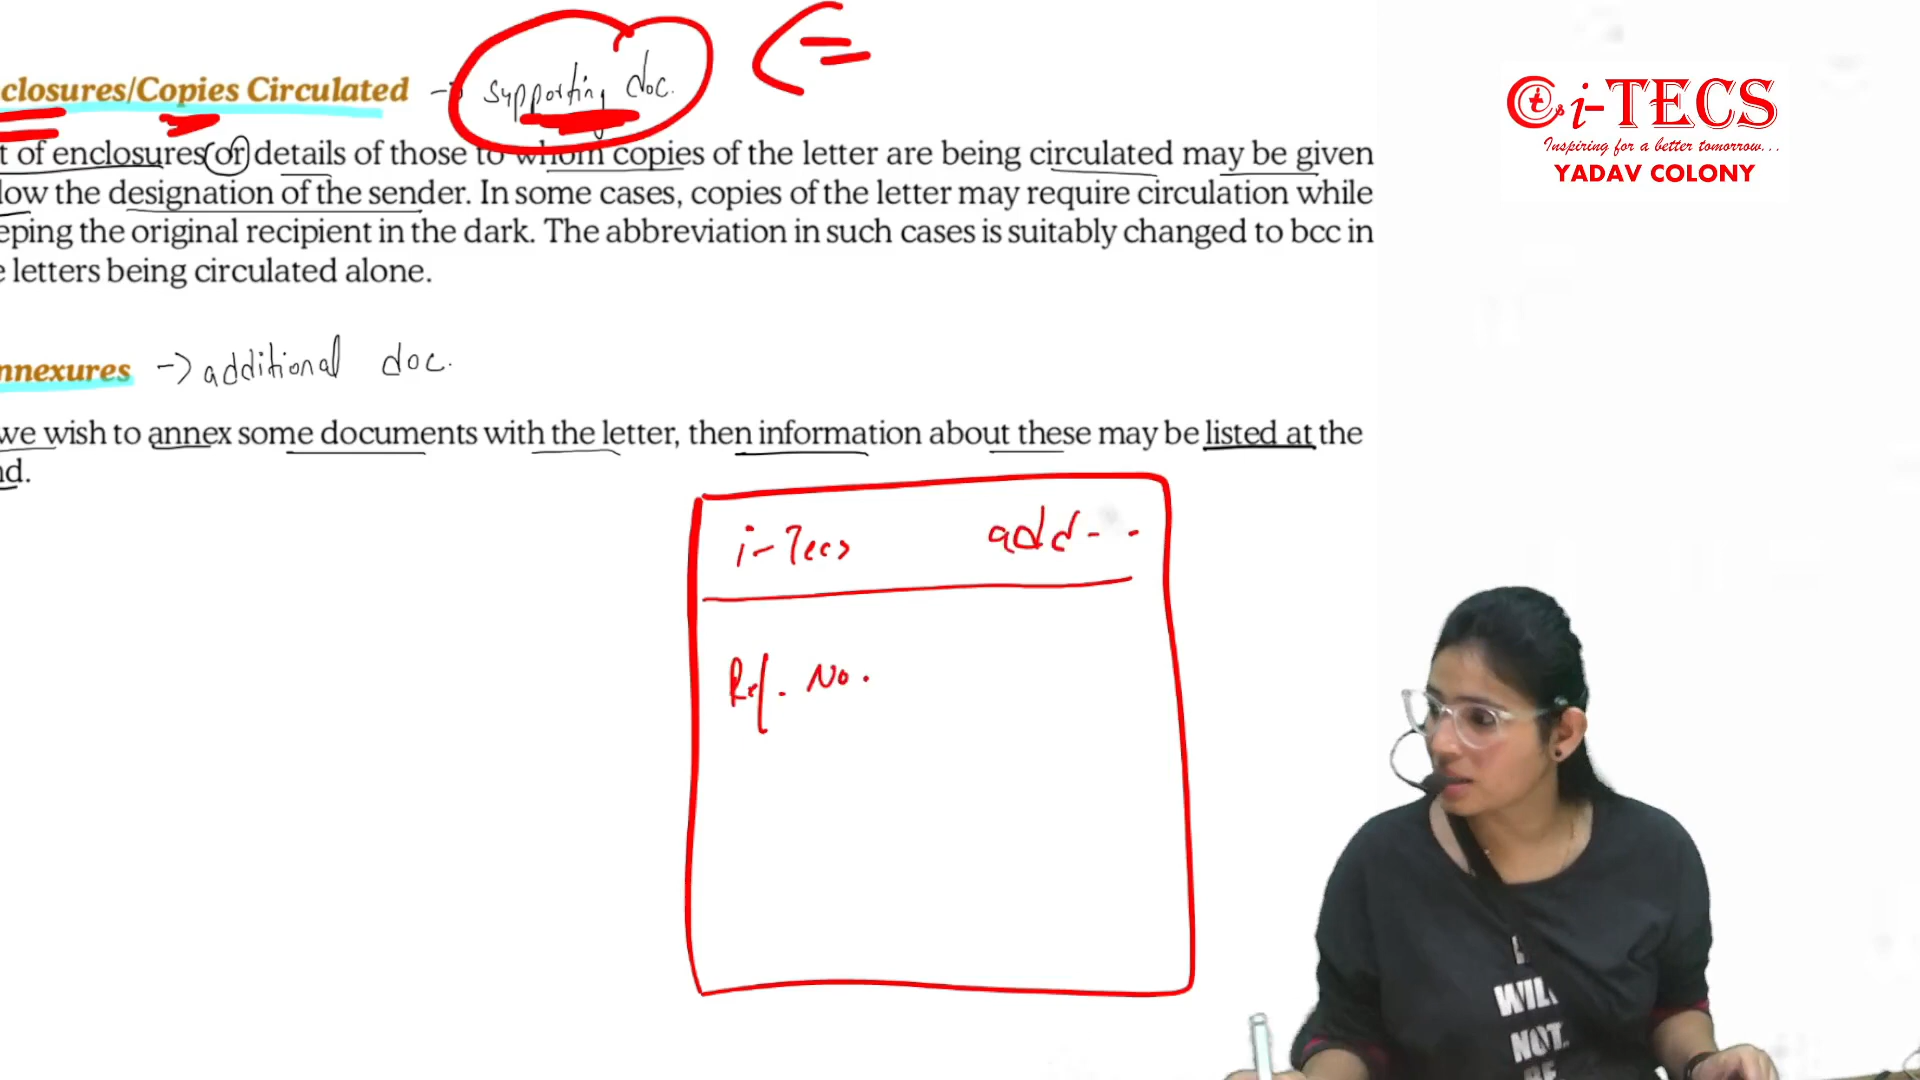 closures/Copies Circulated → supporting doc.
t of enclosures(or) details of those to whom copies of the letter are being circulated may be given
low the designation of the sender. In some cases, copies of the letter may require circulation while
eping the original recipient in the dark. The abbreviation in such cases is suitably changed to bcc in
e letters being circulated alone.
nnexures → additional doc.
we wish to annex some documents with the letter, then information about these may be listed at the
nd.
i-Tecs add- -
Ref. No.
i-TECS
Inspiring for a better tomorrow...
YADAV COLONY
I
WILL
NOT
BE